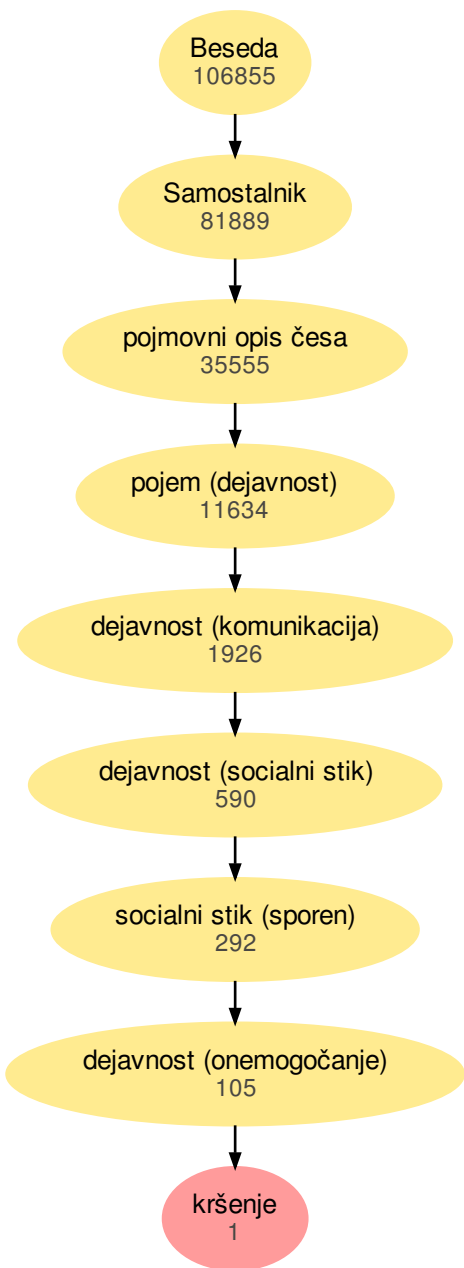 Beseda
106855
Samostalnik
81889
pojmovni opis česa
35555
pojem (dejavnost)
11634
dejavnost (komunikacija)
1926
dejavnost (socialni stik)
590
socialni stik (sporen)
292
dejavnost (onemogočanje)
105
kršenje
1